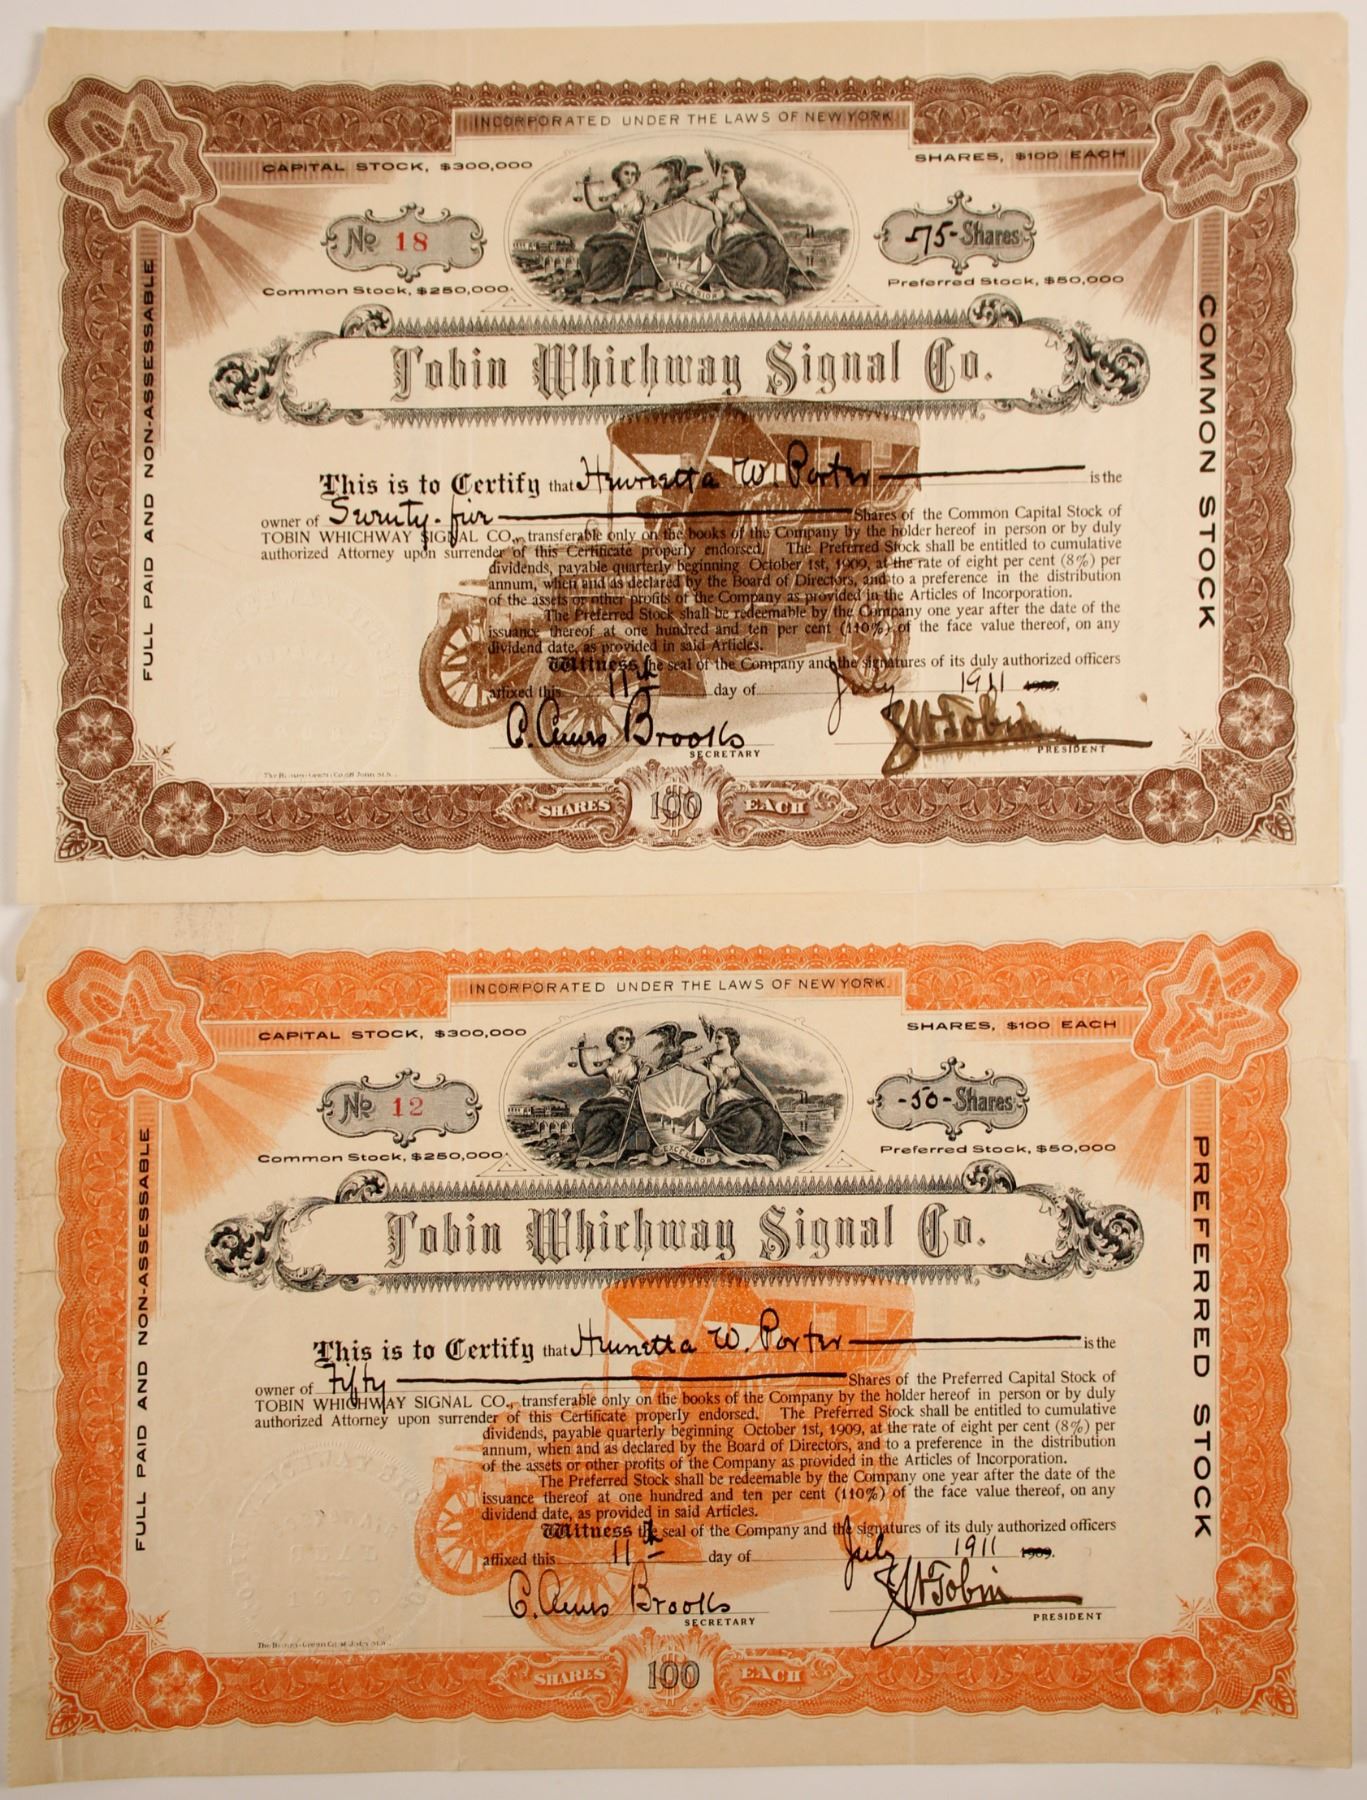 INCORPORATED UNDER THE LAWS OF NEW YORK.
CAPITAL STOCK, $300,000
SHARES, $100 EACH
No 18
-75- Shares
Common Stock, $250,000.
Preferred Stock, $50,000
EXCELSIOR
Tobin Whichway Signal Co.
FULL PAID AND NON-ASSESSABLE
COMMON STOCK
This is to Certify that Henrietta W. Porter is the
owner of Seventy-five Shares of the Common Capital Stock of
TOBIN WHICHWAY SIGNAL CO., transferable only on the books of the Company by the holder hereof in person or by duly
authorized Attorney upon surrender of this Certificate properly endorsed. The Preferred Stock shall be entitled to cumulative
dividends, payable quarterly beginning October 1st, 1909, at the rate of eight per cent (8%) per
annum, when and as declared by the Board of Directors, and to a preference in the distribution
of the assets or other profits of the Company as provided in the Articles of Incorporation.
The Preferred Stock shall be redeemable by the Company one year after the date of the
issuance thereof at one hundred and ten per cent (110%) of the face value thereof, on any
dividend date, as provided in said Articles.
Witness the seal of the Company and the signatures of its duly authorized officers
affixed this 11th day of July 1911 1909.
C. Brooks
SECRETARY
J W Tobin
PRESIDENT
SHARES $100 EACH
INCORPORATED UNDER THE LAWS OF NEW YORK.
CAPITAL STOCK, $300,000
SHARES, $100 EACH
No 12
-50- Shares
Common Stock, $250,000.
Preferred Stock, $50,000
EXCELSIOR
Tobin Whichway Signal Co.
FULL PAID AND NON-ASSESSABLE
PREFERRED STOCK
This is to Certify that Henrietta W. Porter is the
owner of Fifty Shares of the Preferred Capital Stock of
TOBIN WHICHWAY SIGNAL CO., transferable only on the books of the Company by the holder hereof in person or by duly
authorized Attorney upon surrender of this Certificate properly endorsed. The Preferred Stock shall be entitled to cumulative
dividends, payable quarterly beginning October 1st, 1909, at the rate of eight per cent (8%) per
annum, when and as declared by the Board of Directors, and to a preference in the distribution
of the assets or other profits of the Company as provided in the Articles of Incorporation.
The Preferred Stock shall be redeemable by the Company one year after the date of the
issuance thereof at one hundred and ten per cent (110%) of the face value thereof, on any
dividend date, as provided in said Articles.
Witness the seal of the Company and the signatures of its duly authorized officers
affixed this 11th day of July 1911 1909.
C. Brooks
SECRETARY
J W Tobin
PRESIDENT
SHARES $100 EACH